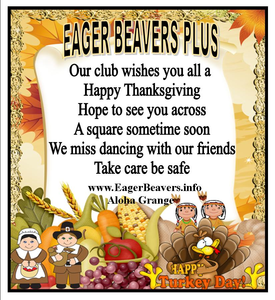 EAGER BEAVERS PLUS
Our club wishes you all a
Happy Thanksgiving
Hope to see you across
A square sometime soon
We miss dancing with our friends
Take care be safe
www.EagerBeavers.info
Aloha Grange
HAPPY
Turkey Day!